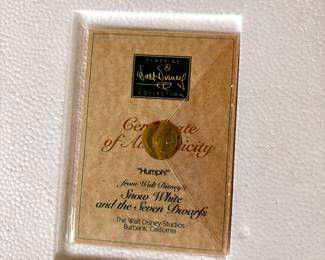 CLASSICS
Walt Disney
COLLECTION
Certificate
of Authenticity
"Humph!"
from Walt Disney's
Snow White
and the Seven Dwarfs
The Walt Disney Studios
Burbank, California